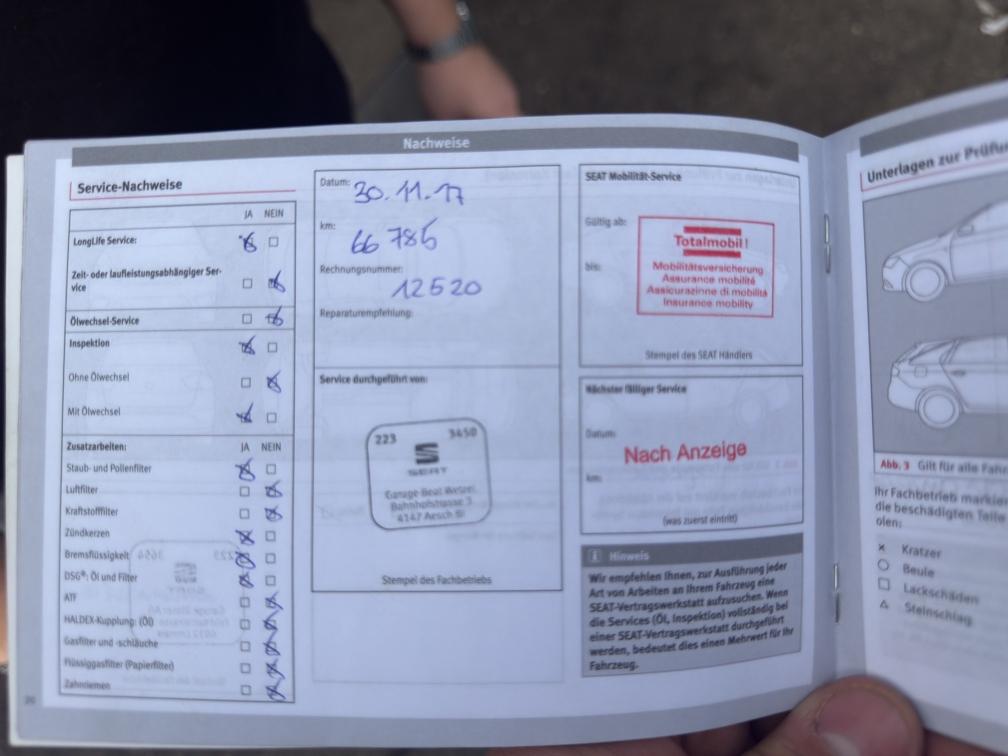 Nachweise
Service-Nachweise
JA NEIN
LongLife Service:
Zeit- oder laufleistungsabhängiger Ser-
vice
Ölwechsel-Service
Inspektion
Ohne Ölwechsel
Mit Ölwechsel
Zusatzarbeiten: JA NEIN
Staub- und Pollenfilter
Luftfilter
Kraftstofffilter
Zündkerzen
Bremsflüssigkeit
DSG®: Öl und Filter
ATF
HALDEX-Kupplung: (Öl)
Gasfilter und -schläuche
Flüssiggasfilter (Papierfilter)
Zahnriemen
Datum: 30.11.17
km: 66 785
Rechnungsnummer:
12520
Reparaturempfehlung:
Service durchgeführt von:
223 3450
SEAT
Garage Beat Wetzel
Bahnhofstrasse 3
4147 Aesch Bl
Stempel des Fachbetriebs
SEAT Mobilität-Service
Gültig ab:
Totalmobil!
bis:
Mobilitätsversicherung
Assurance mobilité
Assicurazinne di mobilità
Insurance mobility
Stempel des SEAT Händlers
Nächster fälliger Service
Datum:
Nach Anzeige
km:
(was zuerst eintritt)
i Hinweis
Wir empfehlen Ihnen, zur Ausführung jeder
Art von Arbeiten an Ihrem Fahrzeug eine
SEAT-Vertragswerkstatt aufzusuchen. Wenn
die Services (Öl, Inspektion) vollständig bei
einer SEAT-Vertragswerkstatt durchgeführt
werden, bedeutet dies einen Mehrwert für Ihr
Fahrzeug.
Unterlagen zur
Abb. 3 Gilt für alle
Ihr Fachbetrieb
die beschädigten Teile
olen:
× Kratzer
○ Beule
□ Lackschäden
△ Steinschlag